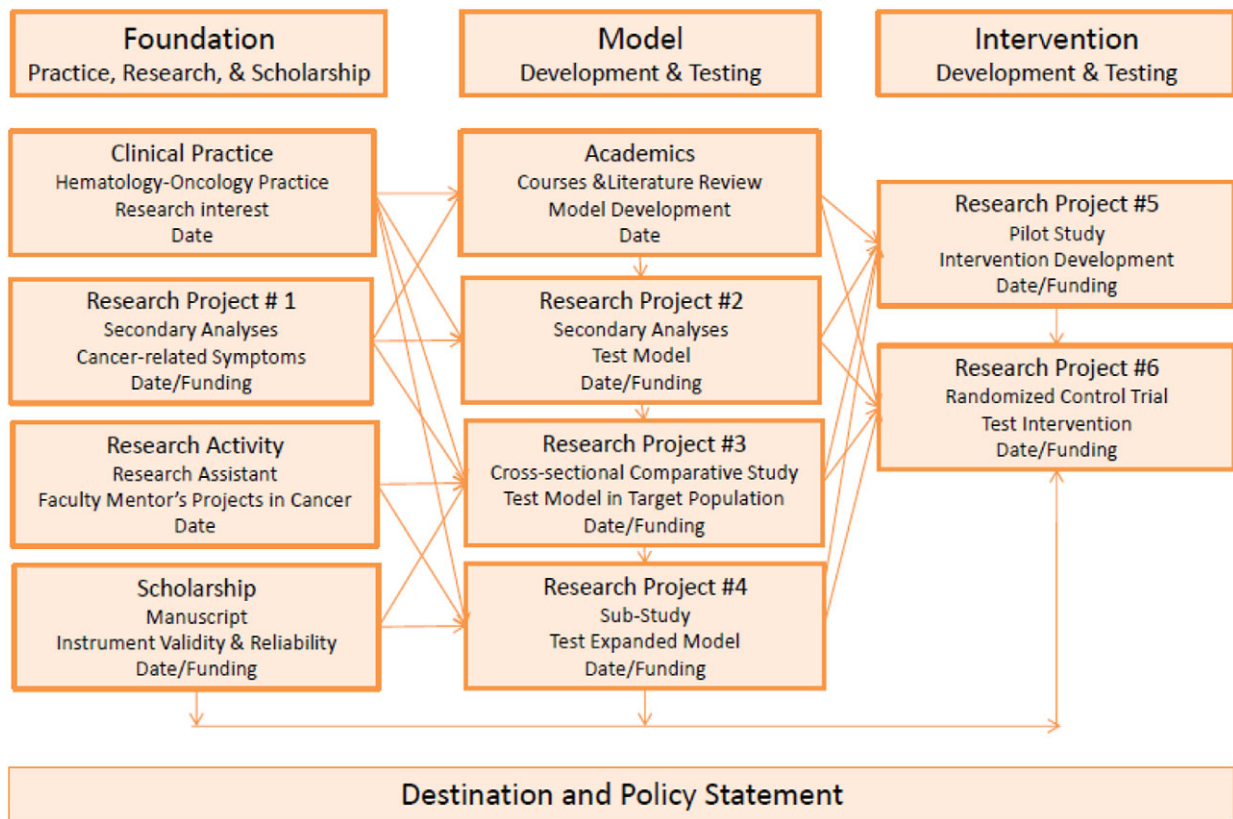 Foundation
Practice, Research, & Scholarship
Model
Development & Testing
Intervention
Development & Testing
Clinical Practice
Hematology-Oncology Practice
Research interest
Date
Research Project # 1
Secondary Analyses
Cancer-related Symptoms
Date/Funding
Research Activity
Research Assistant
Faculty Mentor's Projects in Cancer
Date
Scholarship
Manuscript
Instrument Validity & Reliability
Date/Funding
Academics
Courses &Literature Review
Model Development
Date
Research Project #2
Secondary Analyses
Test Model
Date/Funding
Research Project #3
Cross-sectional Comparative Study
Test Model in Target Population
Date/Funding
Research Project #4
Sub-Study
Test Expanded Model
Date/Funding
Research Project #5
Pilot Study
Intervention Development
Date/Funding
Research Project #6
Randomized Control Trial
Test Intervention
Date/Funding
Destination and Policy Statement